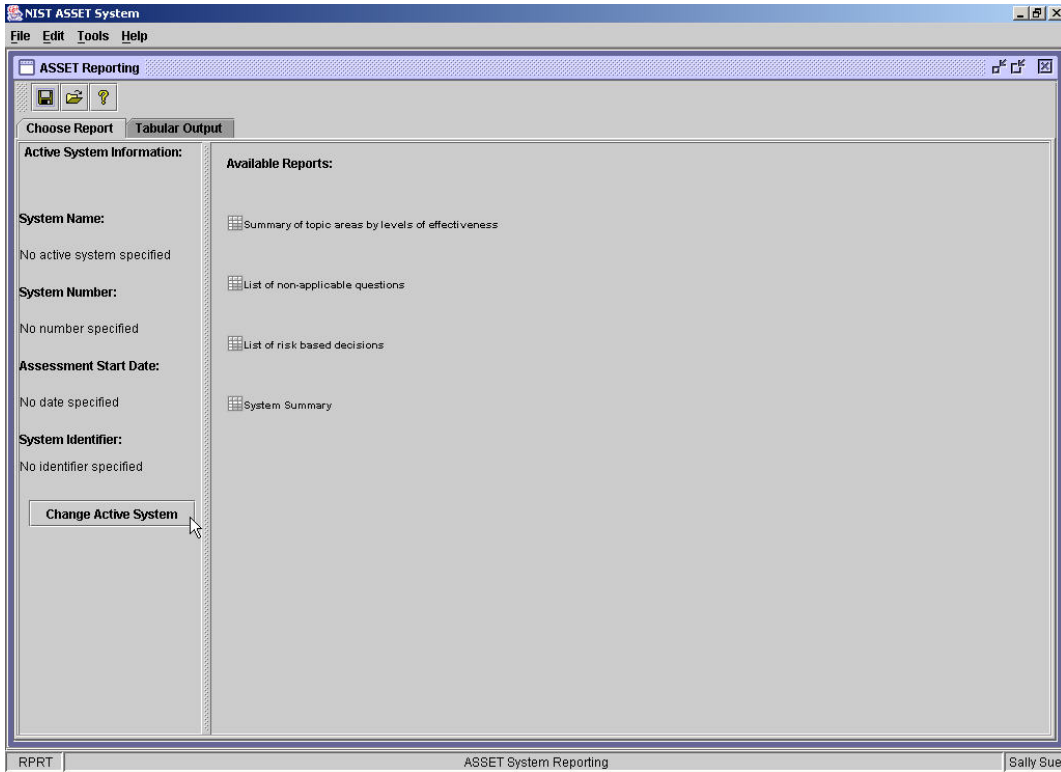 NIST ASSET System
File Edit Tools Help
ASSET Reporting
Choose Report Tabular Output
Active System Information:
System Name:
No active system specified
System Number:
No number specified
Assessment Start Date:
No date specified
System Identifier:
No identifier specified
Change Active System
Available Reports:
Summary of topic areas by levels of effectiveness
List of non-applicable questions
List of risk based decisions
System Summary
RPRT ASSET System Reporting Sally Sue